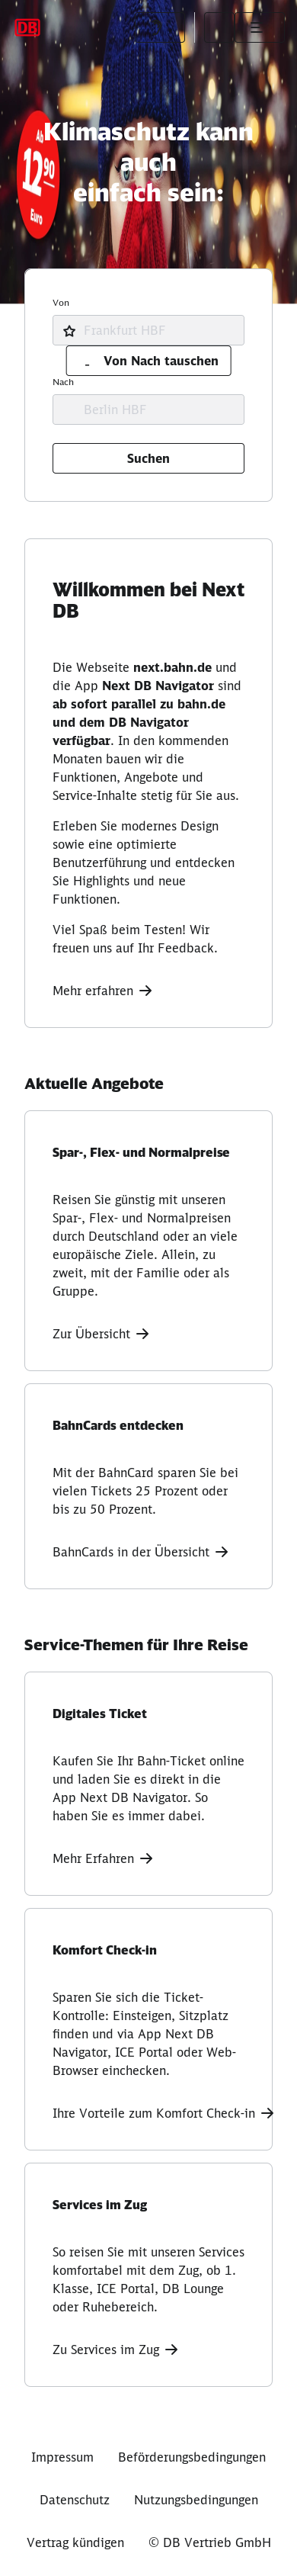 DB
Klimaschutz kann
auch
einfach sein:
Ab
12,90
Euro
Von
Frankfurt HBF
Von Nach tauschen
Nach
Berlin HBF
Suchen
Willkommen bei Next
DB
Die Webseite next.bahn.de und
die App Next DB Navigator sind
ab sofort parallel zu bahn.de
und dem DB Navigator
verfügbar. In den kommenden
Monaten bauen wir die
Funktionen, Angebote und
Service-Inhalte stetig für Sie aus.
Erleben Sie modernes Design
sowie eine optimierte
Benutzerführung und entdecken
Sie Highlights und neue
Funktionen.
Viel Spaß beim Testen! Wir
freuen uns auf Ihr Feedback.
Mehr erfahren
Aktuelle Angebote
Spar-, Flex- und Normalpreise
Reisen Sie günstig mit unseren
Spar-, Flex- und Normalpreisen
durch Deutschland oder an viele
europäische Ziele. Allein, zu
zweit, mit der Familie oder als
Gruppe.
Zur Übersicht
BahnCards entdecken
Mit der BahnCard sparen Sie bei
vielen Tickets 25 Prozent oder
bis zu 50 Prozent.
BahnCards in der Übersicht
Service-Themen für Ihre Reise
Digitales Ticket
Kaufen Sie Ihr Bahn-Ticket online
und laden Sie es direkt in die
App Next DB Navigator. So
haben Sie es immer dabei.
Mehr Erfahren
Komfort Check-in
Sparen Sie sich die Ticket-
Kontrolle: Einsteigen, Sitzplatz
finden und via App Next DB
Navigator, ICE Portal oder Web-
Browser einchecken.
Ihre Vorteile zum Komfort Check-in
Services im Zug
So reisen Sie mit unseren Services
komfortabel mit dem Zug, ob 1.
Klasse, ICE Portal, DB Lounge
oder Ruhebereich.
Zu Services im Zug
Impressum Beförderungsbedingungen
Datenschutz Nutzungsbedingungen
Vertrag kündigen © DB Vertrieb GmbH